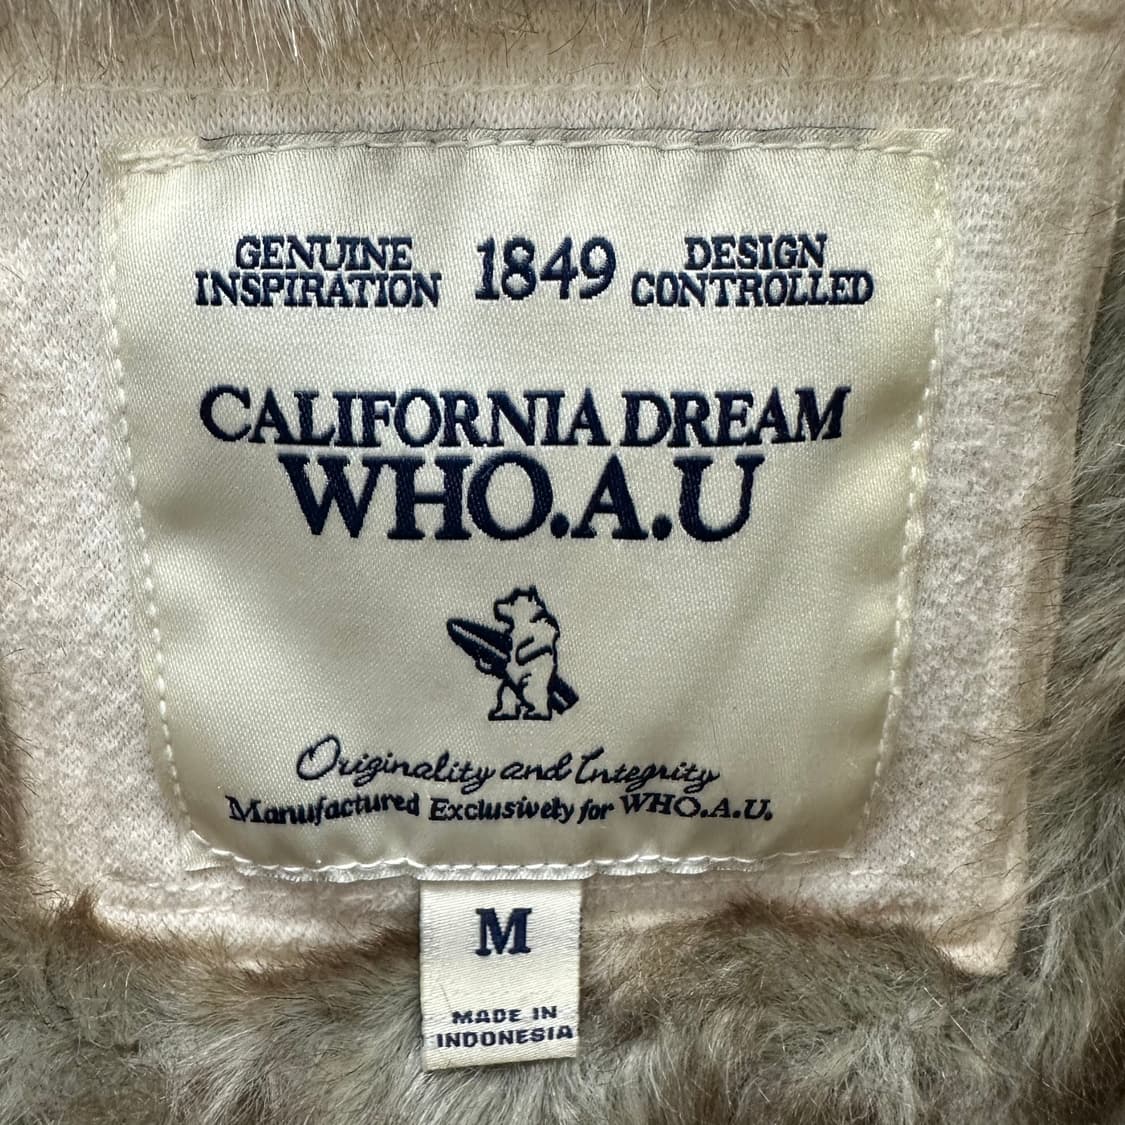 GENUINE INSPIRATION
1849
DESIGN CONTROLLED
CALIFORNIA DREAM
WHO.A.U
Originality and Integrity
Manufactured Exclusively for WHO.A.U.
M
MADE IN
INDONESIA